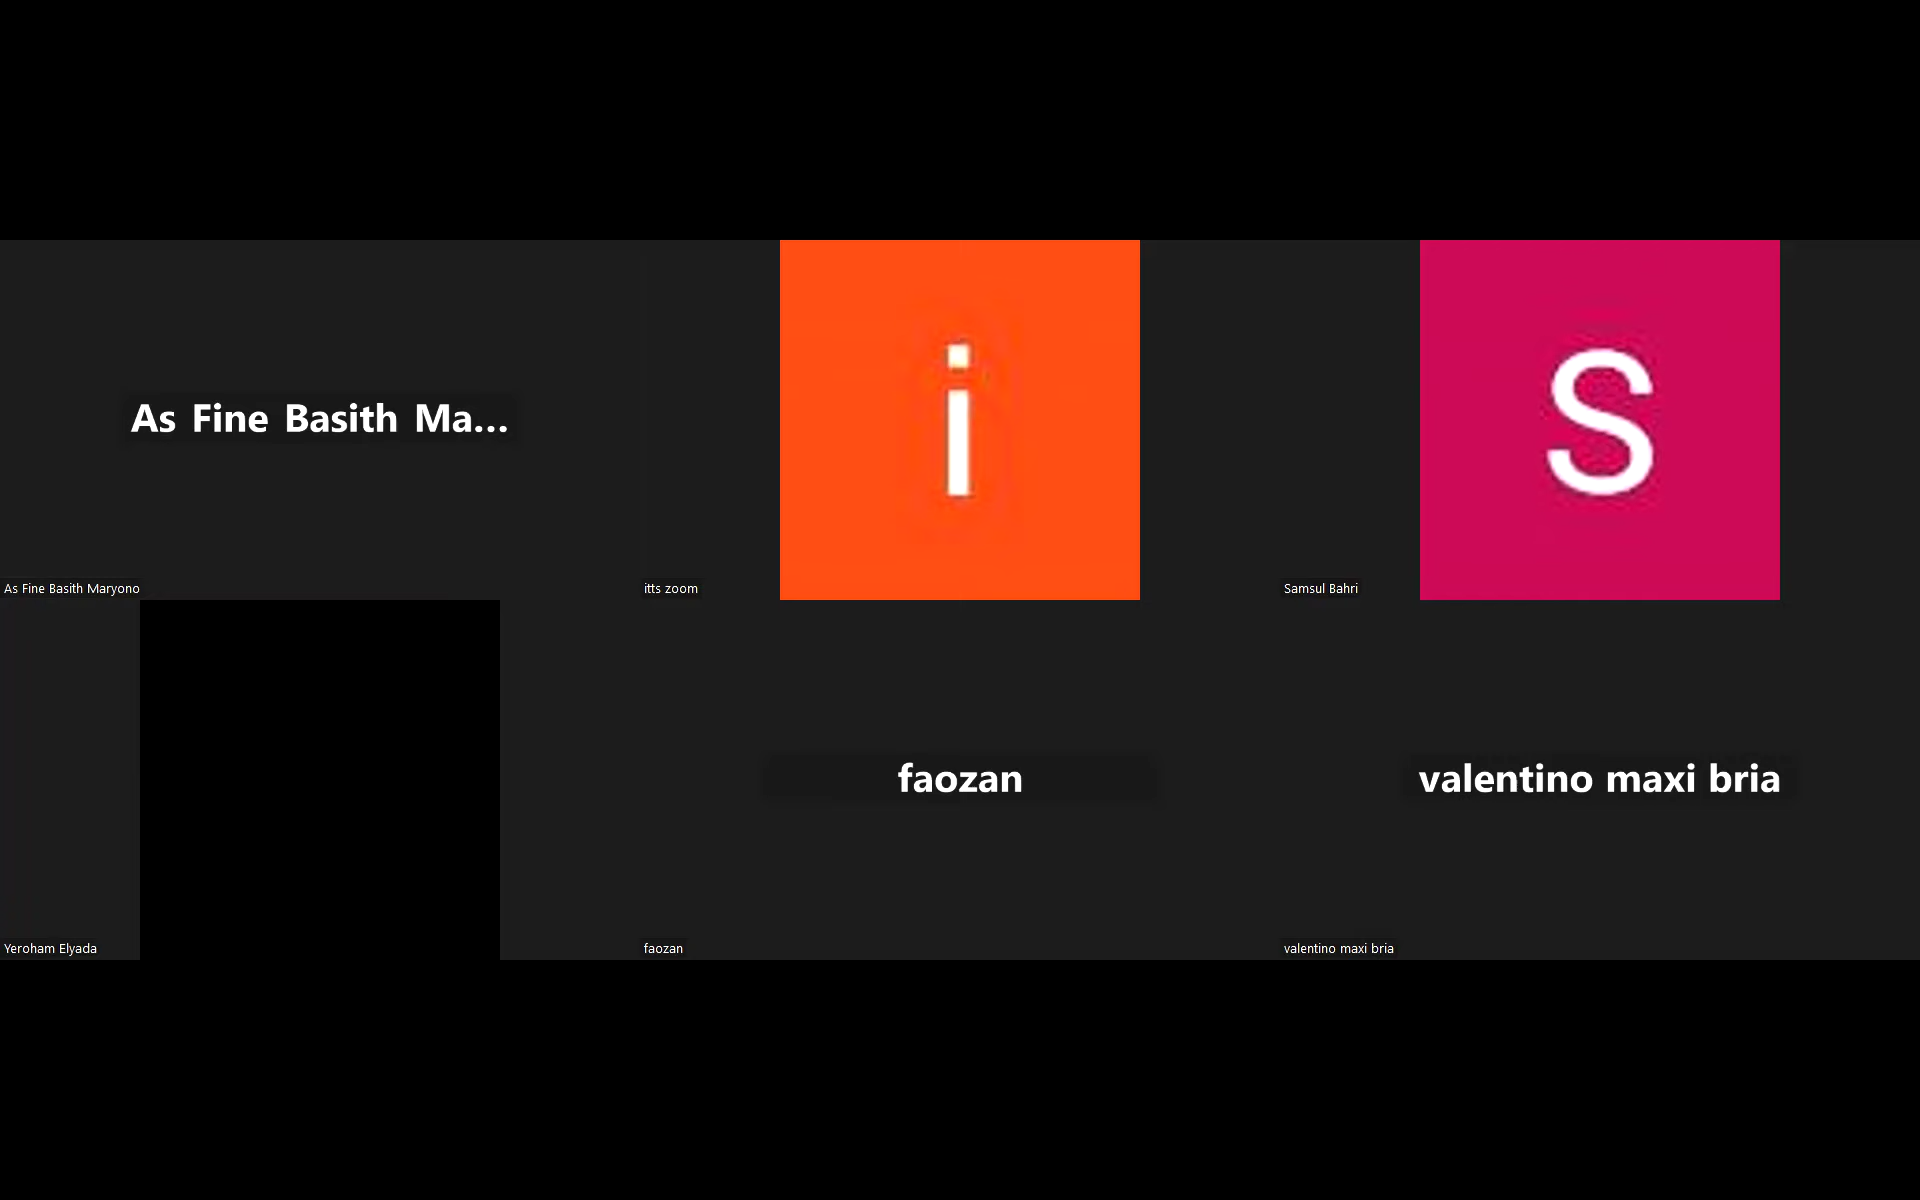 As Fine Basith Ma...
i
S
As Fine Basith Maryono
itts zoom
Samsul Bahri
faozan
valentino maxi bria
Yeroham Elyada
faozan
valentino maxi bria